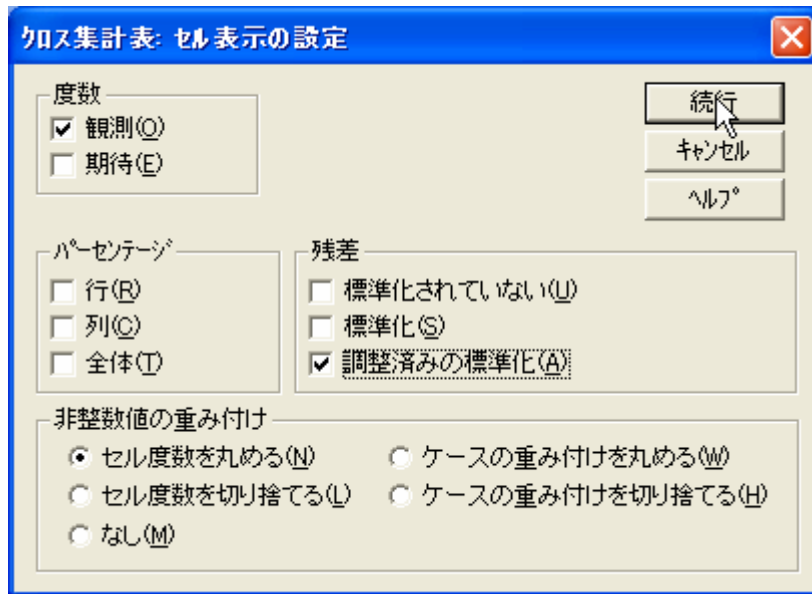 クロス集計表: セル表示の設定
度数
観測(O)
期待(E)
続行
キャンセル
ヘルプ
パーセンテージ
行(R)
列(C)
全体(T)
残差
標準化されていない(U)
標準化(S)
調整済みの標準化(A)
非整数値の重み付け
セル度数を丸める(N)
ケースの重み付けを丸める(W)
セル度数を切り捨てる(L)
ケースの重み付けを切り捨てる(H)
なし(M)